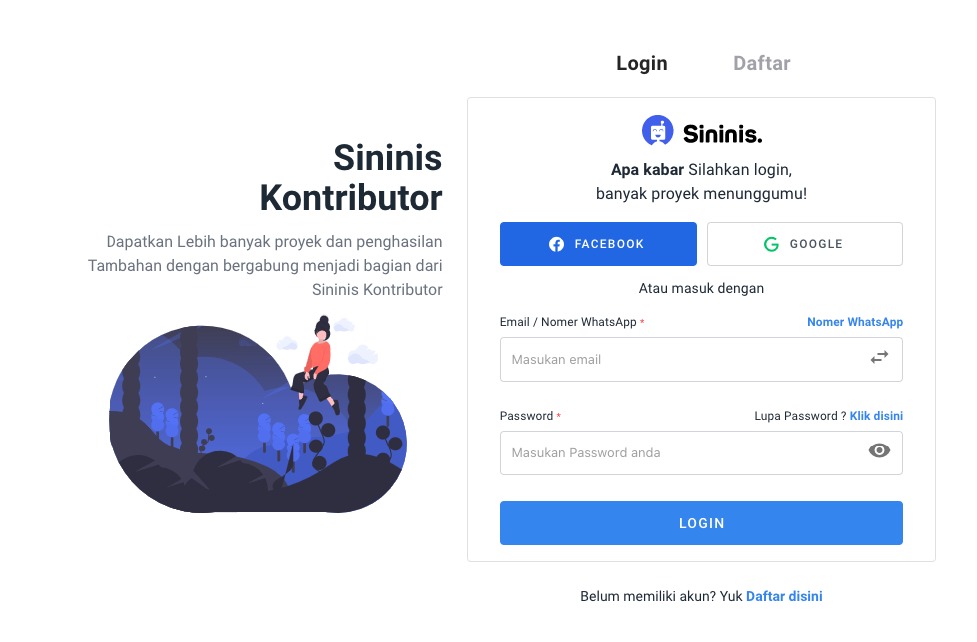 Login
Daftar
Sininis
Kontributor
Dapatkan Lebih banyak proyek dan penghasilan
Tambahan dengan bergabung menjadi bagian dari
Sininis Kontributor
Sininis.
Apa kabar Silahkan login,
banyak proyek menunggumu!
FACEBOOK
GOOGLE
Atau masuk dengan
Email / Nomer WhatsApp *
Nomer WhatsApp
Masukan email
Password *
Lupa Password ? Klik disini
Masukan Password anda
LOGIN
Belum memiliki akun? Yuk Daftar disini